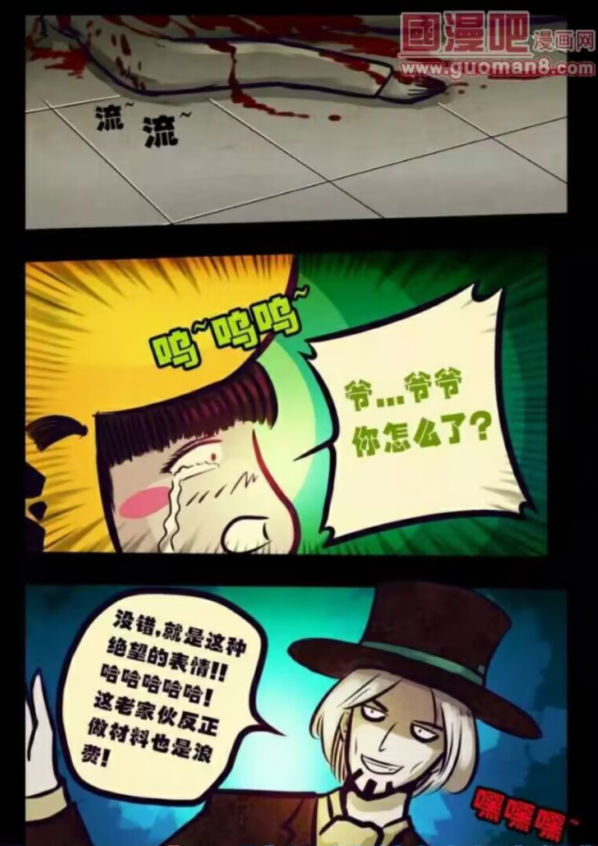 國漫吧漫画网
www.guoman8.com
流~
流~
呜~呜呜~
爷...爷爷
你怎么了?
没错,就是这种
绝望的表情!!
哈哈哈哈哈!
这老家伙反正
做材料也是浪
费!
嘿嘿嘿~